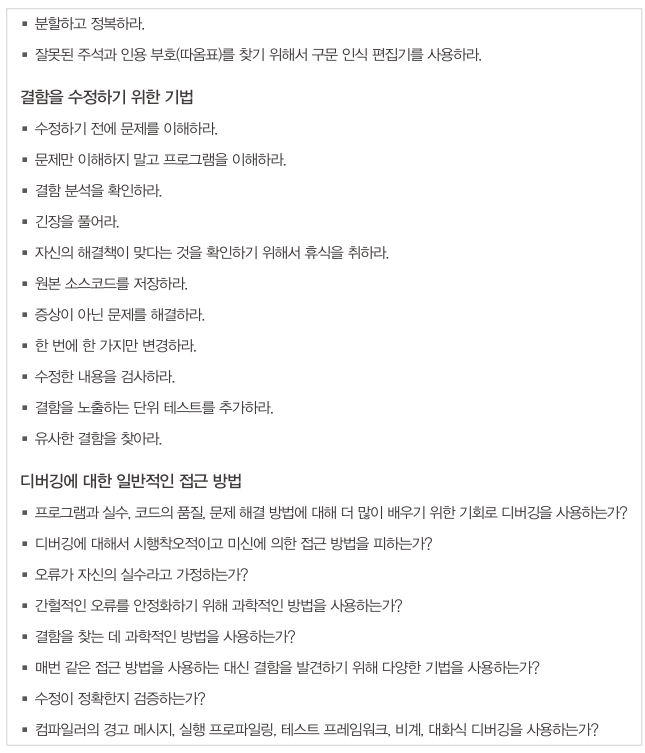 ▪ 분할하고 정복하라.
▪ 잘못된 주석과 인용 부호(따옴표)를 찾기 위해서 구문 인식 편집기를 사용하라.
결함을 수정하기 위한 기법
▪ 수정하기 전에 문제를 이해하라.
▪ 문제만 이해하지 말고 프로그램을 이해하라.
▪ 결함 분석을 확인하라.
▪ 긴장을 풀어라.
▪ 자신의 해결책이 맞다는 것을 확인하기 위해서 휴식을 취하라.
▪ 원본 소스코드를 저장하라.
▪ 증상이 아닌 문제를 해결하라.
▪ 한 번에 한 가지만 변경하라.
▪ 수정한 내용을 검사하라.
▪ 결함을 노출하는 단위 테스트를 추가하라.
▪ 유사한 결함을 찾아라.
디버깅에 대한 일반적인 접근 방법
▪ 프로그램과 실수, 코드의 품질, 문제 해결 방법에 대해 더 많이 배우기 위한 기회로 디버깅을 사용하는가?
▪ 디버깅에 대해서 시행착오적이고 미신에 의한 접근 방법을 피하는가?
▪ 오류가 자신의 실수라고 가정하는가?
▪ 간헐적인 오류를 안정화하기 위해 과학적인 방법을 사용하는가?
▪ 결함을 찾는 데 과학적인 방법을 사용하는가?
▪ 매번 같은 접근 방법을 사용하는 대신 결함을 발견하기 위해 다양한 기법을 사용하는가?
▪ 수정이 정확한지 검증하는가?
▪ 컴파일러의 경고 메시지, 실행 프로파일링, 테스트 프레임워크, 비계, 대화식 디버깅을 사용하는가?